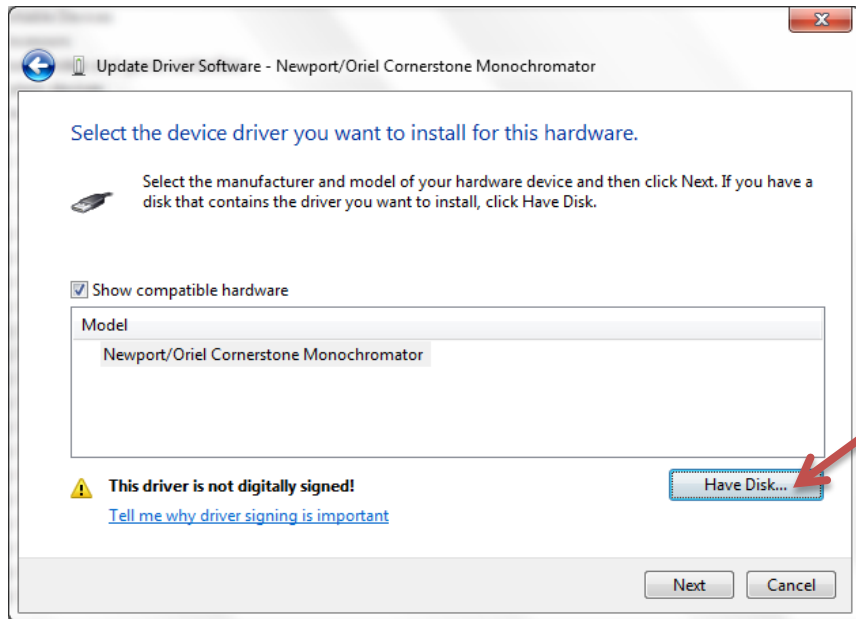 Update Driver Software - Newport/Oriel Cornerstone Monochromator
Select the device driver you want to install for this hardware.
Select the manufacturer and model of your hardware device and then click Next. If you have a
disk that contains the driver you want to install, click Have Disk.
Show compatible hardware
Model
Newport/Oriel Cornerstone Monochromator
This driver is not digitally signed!
Have Disk...
Tell me why driver signing is important
Next
Cancel